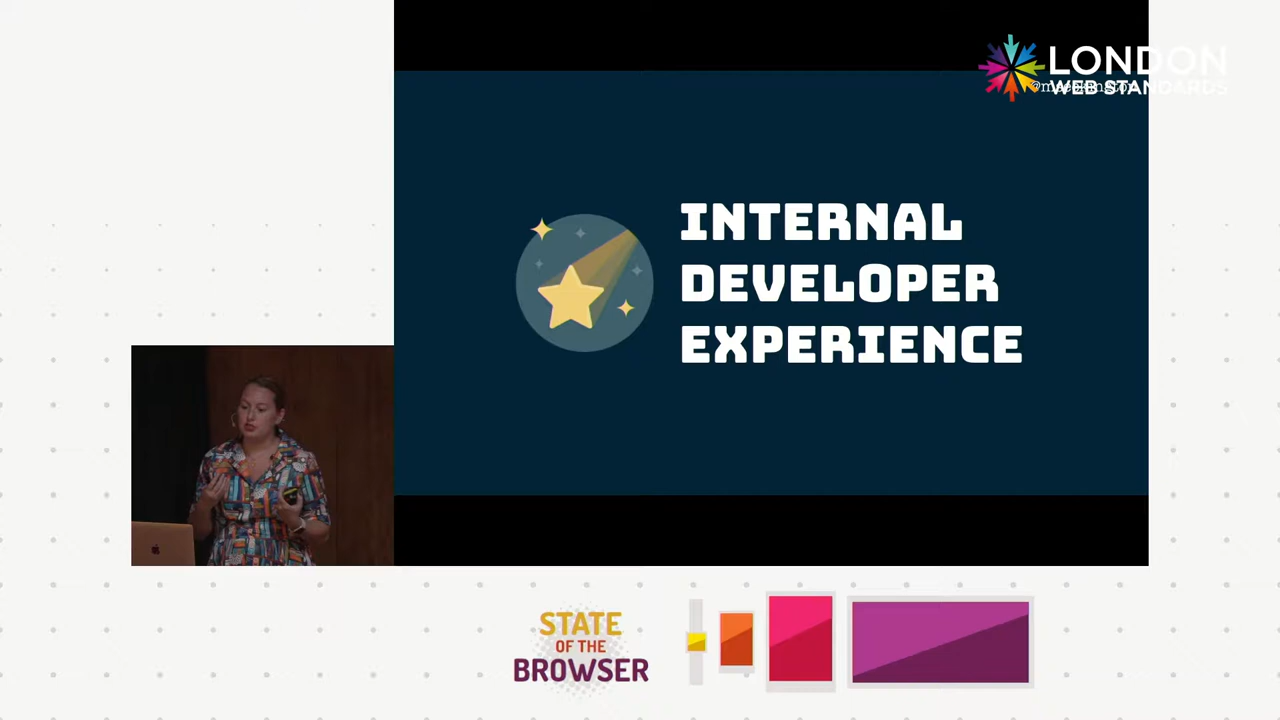 LONDON
WEB STANDARDS
INTERNAL
DEVELOPER
EXPERIENCE
STATE
OF THE
BROWSER